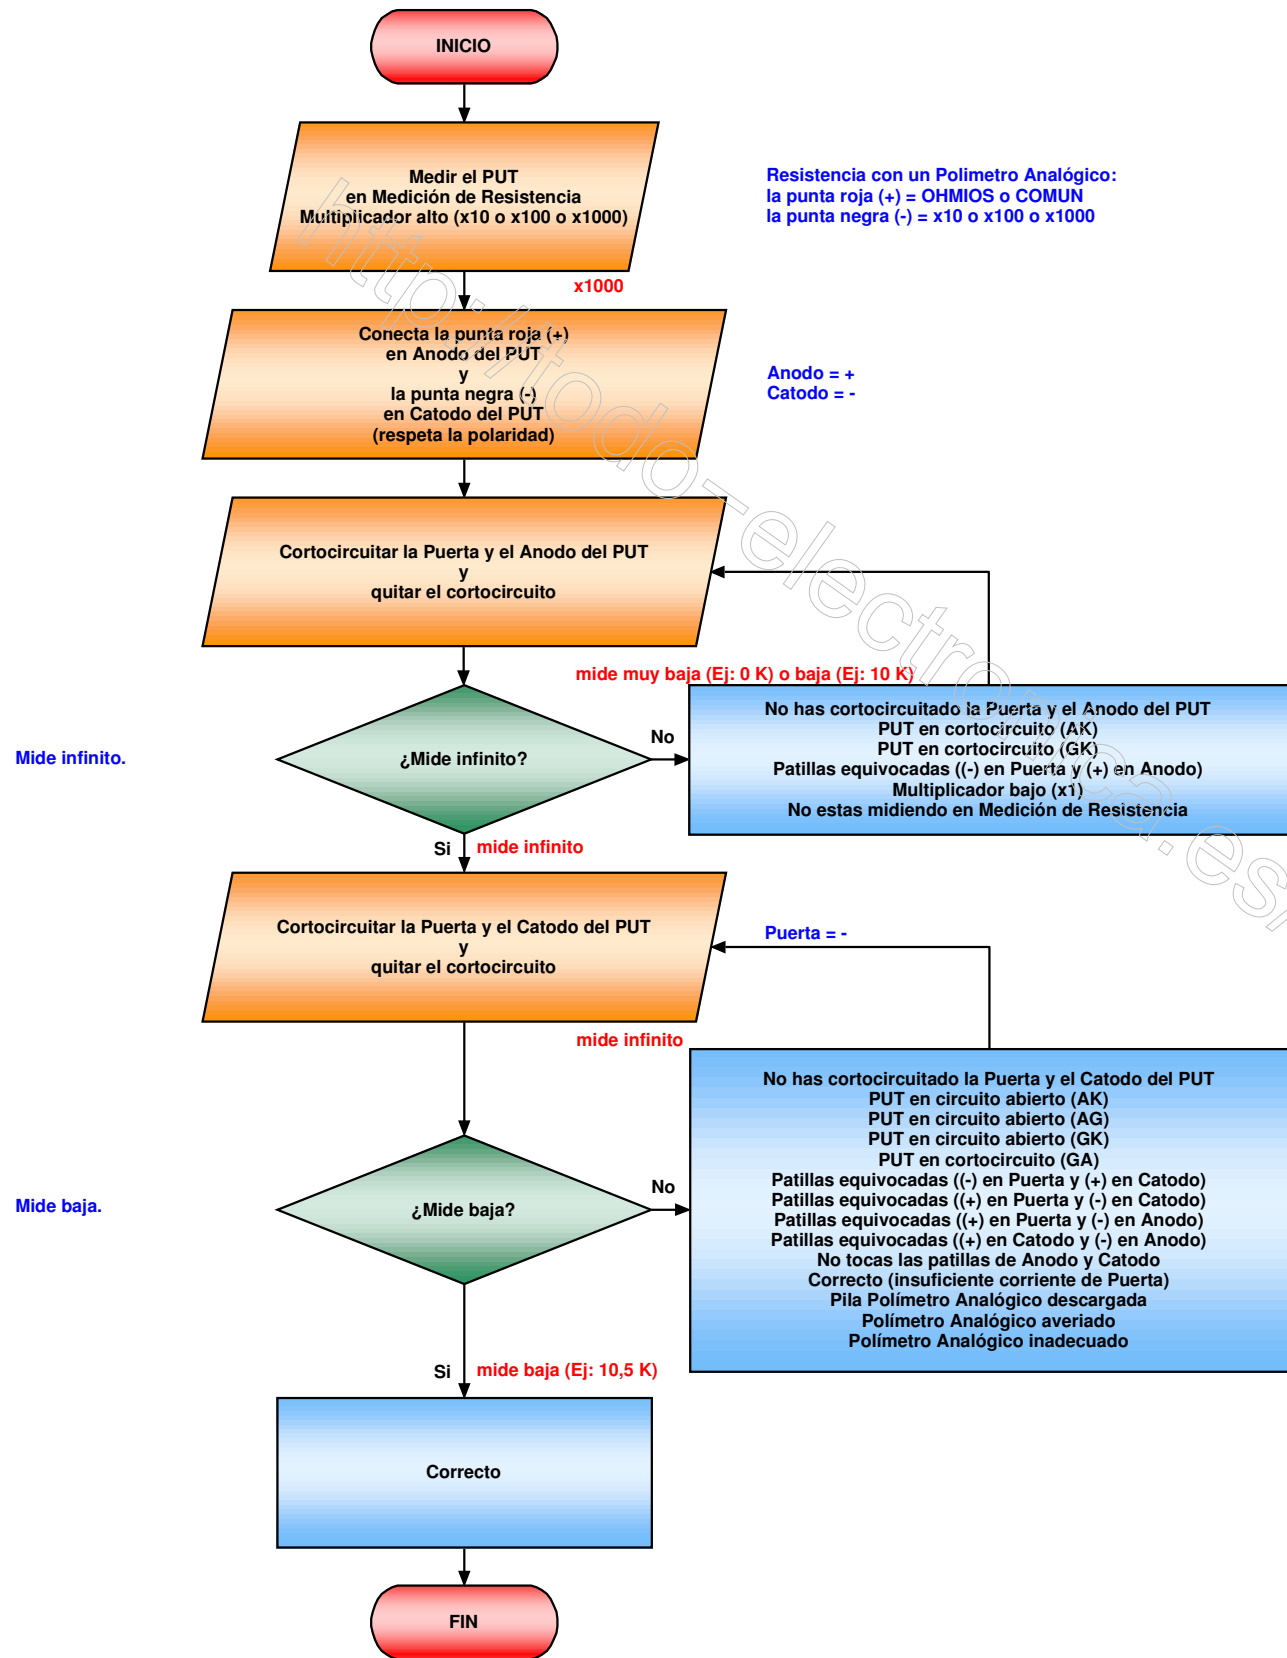 INICIO
Medir el PUT
en Medición de Resistencia
Multiplicador alto (x10 o x100 o x1000)
Resistencia con un Polimetro Analógico:
la punta roja (+) = OHMIOS o COMUN
la punta negra (-) = x10 o x100 o x1000
x1000
Conecta la punta roja (+)
en Anodo del PUT
y
la punta negra (-)
en Catodo del PUT
(respeta la polaridad)
Anodo = +
Catodo = -
Cortocircuitar la Puerta y el Anodo del PUT
y
quitar el cortocircuito
mide muy baja (Ej: 0 K) o baja (Ej: 10 K)
Mide infinito.
¿Mide infinito?
No
No has cortocircuitado la Puerta y el Anodo del PUT
PUT en cortocircuito (AK)
PUT en cortocircuito (GK)
Patillas equivocadas ((-) en Puerta y (+) en Anodo)
Multiplicador bajo (x1)
No estas midiendo en Medición de Resistencia
Si
mide infinito
Cortocircuitar la Puerta y el Catodo del PUT
y
quitar el cortocircuito
Puerta = -
mide infinito
Mide baja.
¿Mide baja?
No
No has cortocircuitado la Puerta y el Catodo del PUT
PUT en circuito abierto (AK)
PUT en circuito abierto (AG)
PUT en circuito abierto (GK)
PUT en cortocircuito (GA)
Patillas equivocadas ((-) en Puerta y (+) en Catodo)
Patillas equivocadas ((+) en Puerta y (-) en Catodo)
Patillas equivocadas ((+) en Puerta y (-) en Anodo)
Patillas equivocadas ((+) en Catodo y (-) en Anodo)
No tocas las patillas de Anodo y Catodo
Correcto (insuficiente corriente de Puerta)
Pila Polímetro Analógico descargada
Polímetro Analógico averiado
Polímetro Analógico inadecuado
Si
mide baja (Ej: 10,5 K)
Correcto
FIN
http://todo-electronica.es/